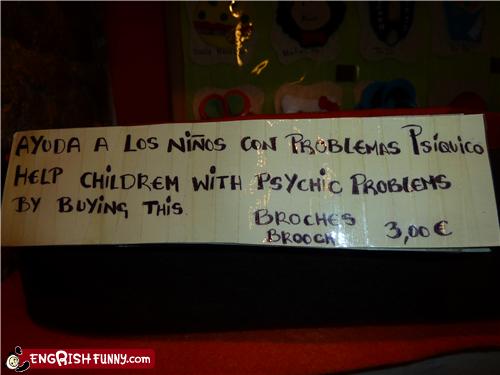 AYUDA A LOS NIÑOS CON PROBLEMAS PSÍQUICO
HELP CHILDREM WITH PSYCHIC PROBLEMS
BY BUYING THIS.
BROCHES
BROOCH
3,00 €
ENGRISHFUNNY.COM